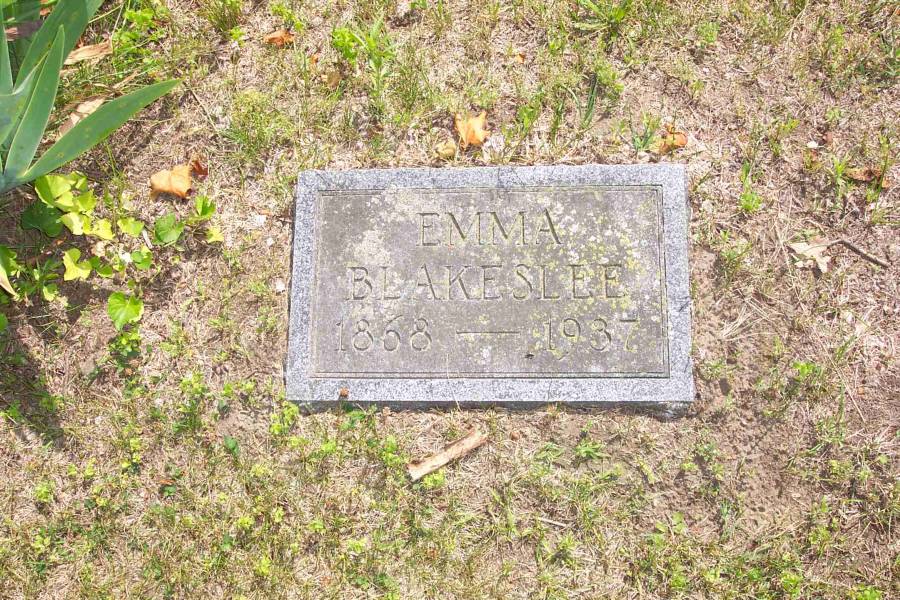 EMMA
BLAKESLEE
1868 — 1937